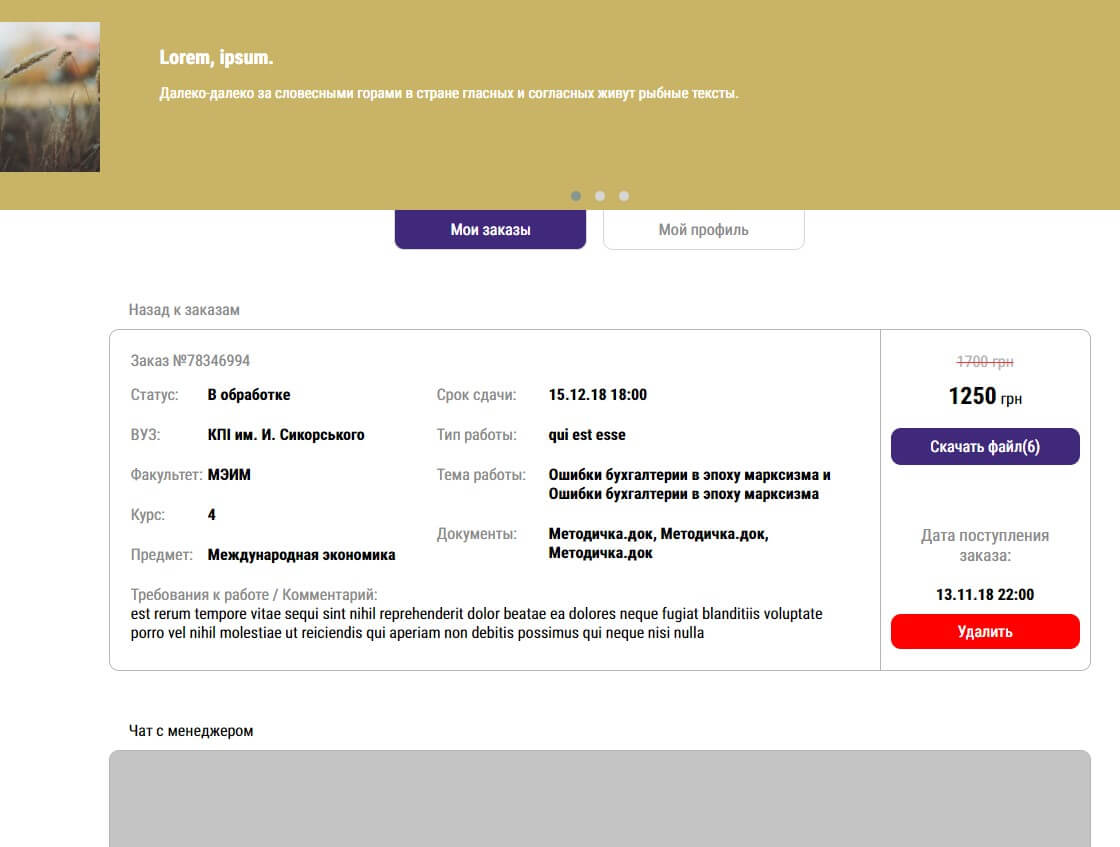 Lorem, ipsum.
Далеко-далеко за словесными горами в стране гласных и согласных живут рыбные тексты.
Мои заказы
Мой профиль
Назад к заказам
Заказ №78346994
Статус: В обработке
ВУЗ: КПІ им. И. Сикорського
Факультет: МЭИМ
Курс: 4
Предмет: Международная экономика
Срок сдачи: 15.12.18 18:00
Тип работы: qui est esse
Тема работы: Ошибки бухгалтерии в эпоху марксизма и
Ошибки бухгалтерии в эпоху марксизма
Документы: Методичка.док, Методичка.док,
Методичка.док
Требования к работе / Комментарий:
est rerum tempore vitae sequi sint nihil reprehenderit dolor beatae ea dolores neque fugiat blanditiis voluptate
porro vel nihil molestiae ut reiciendis qui aperiam non debitis possimus qui neque nisi nulla
1700 грн
1250 грн
Скачать файл(6)
Дата поступления
заказа:
13.11.18 22:00
Удалить
Чат с менеджером